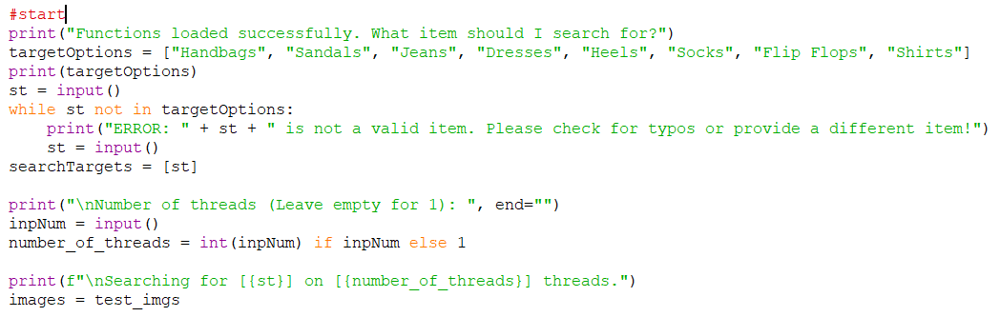 #start
print("Functions loaded successfully. What item should I search for?")
targetOptions = ["Handbags", "Sandals", "Jeans", "Dresses", "Heels", "Socks", "Flip Flops", "Shirts"]
print(targetOptions)
st = input()
while st not in targetOptions:
    print("ERROR: " + st + " is not a valid item. Please check for typos or provide a different item!")
    st = input()
searchTargets = [st]

print("\nNumber of threads (Leave empty for 1): ", end="")
inpNum = input()
number_of_threads = int(inpNum) if inpNum else 1

print(f"\nSearching for [{st}] on [{number_of_threads}] threads.")
images = test_imgs